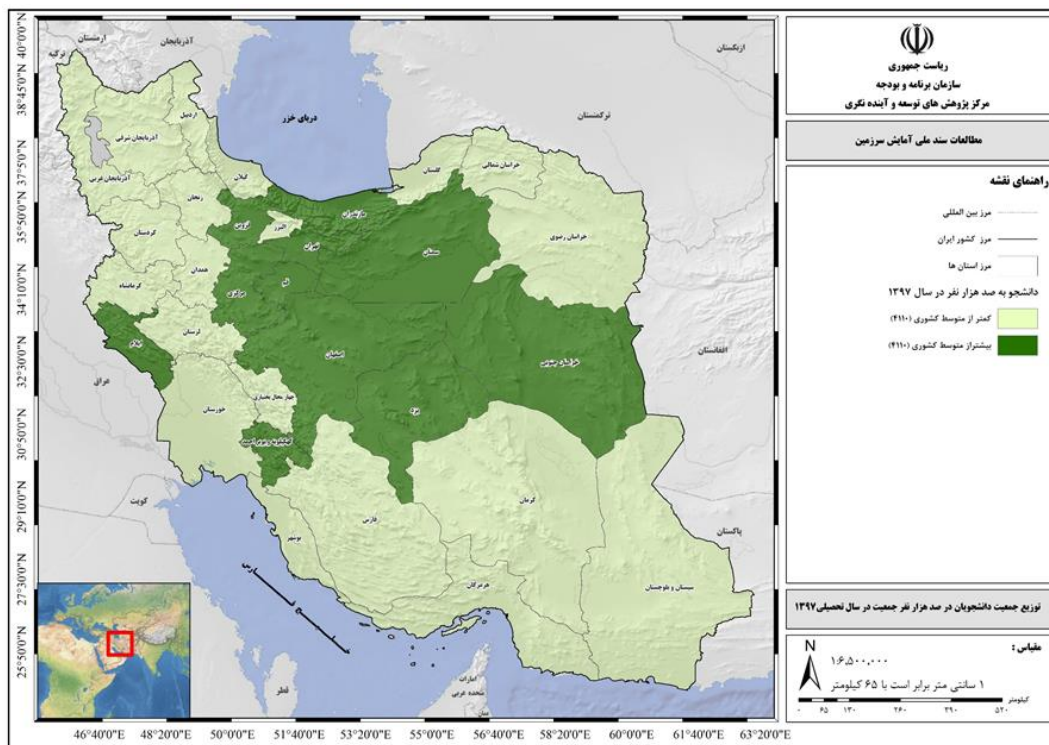 ریاست جمهوری
سازمان برنامه و بودجه
مرکز پژوهش های توسعه و آینده نگری
مطالعات سند ملی آمایش سرزمین
راهنمای نقشه
مرز بین المللی
مرز کشور ایران
مرز استان ها
دانشجو به صد هزار نفر در سال ۱۳۹۷
کمتر از متوسط کشوری (۴۱۱۰)
بیشتراز متوسط کشوری (۴۱۱۰)
توزیع جمعیت دانشجویان در صد هزار نفر جمعیت در سال تحصیلی۱۳۹۷
مقیاس :
N
۱:۶,۵۰۰,۰۰۰
۱ سانتی متر برابر است با ۶۵ کیلومتر
کیلومتر
۰ ۶۵ ۱۳۰ ۲۶۰ ۳۹۰ ۵۲۰
ارمنستان
آذربایجان
ترکیه
ازبکستان
ترکمنستان
دریای خزر
اردبیل
آذربایجان شرقی
آذربایجان غربی
گیلان
زنجان
گلستان
خراسان شمالی
مازندران
قزوین
البرز
تهران
سمنان
خراسان رضوی
کردستان
همدان
قم
مرکزی
کرمانشاه
لرستان
ایلام
اصفهان
خراسان جنوبی
افغانستان
عراق
خوزستان
چهار محال بختیاری
یزد
کهگیلویه و بویر احمد
کویت
فارس
کرمان
پاکستان
بوشهر
هرمزگان
سیستان و بلوچستان
قطر
امارات
متحده عربی
عمان
40°0'0"N
38°45'0"N
37°5'0"N
35°50'0"N
34°10'0"N
32°30'0"N
30°50'0"N
29°10'0"N
27°30'0"N
25°50'0"N
46°40'0"E 48°20'0"E 50°0'0"E 51°40'0"E 53°20'0"E 55°0'0"E 56°40'0"E 58°20'0"E 60°0'0"E 61°40'0"E 63°20'0"E